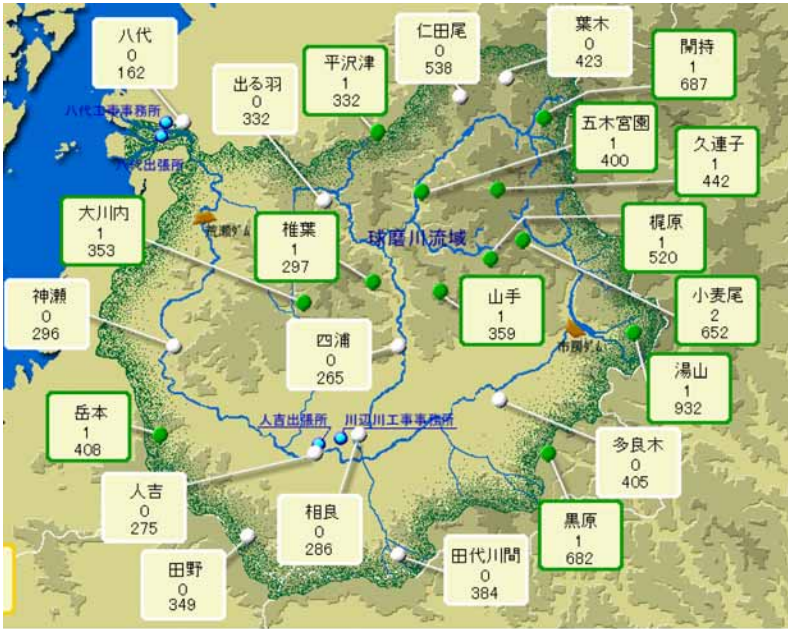 八代
0
162
仁田尾
0
538
葉木
0
423
開持
1
687
平沢津
1
332
出る羽
0
332
五木宮園
1
400
久連子
1
442
八代工事事務所
八代出張所
大川内
1
353
荒瀬ダム
椎葉
1
297
球磨川流域
梶原
1
520
神瀬
0
296
四浦
0
265
山手
1
359
小麦尾
2
652
市房ダム
湯山
1
932
岳本
1
408
人吉出張所
川辺川工事事務所
多良木
0
405
人吉
0
275
相良
0
286
黒原
1
682
田野
0
349
田代川間
0
384